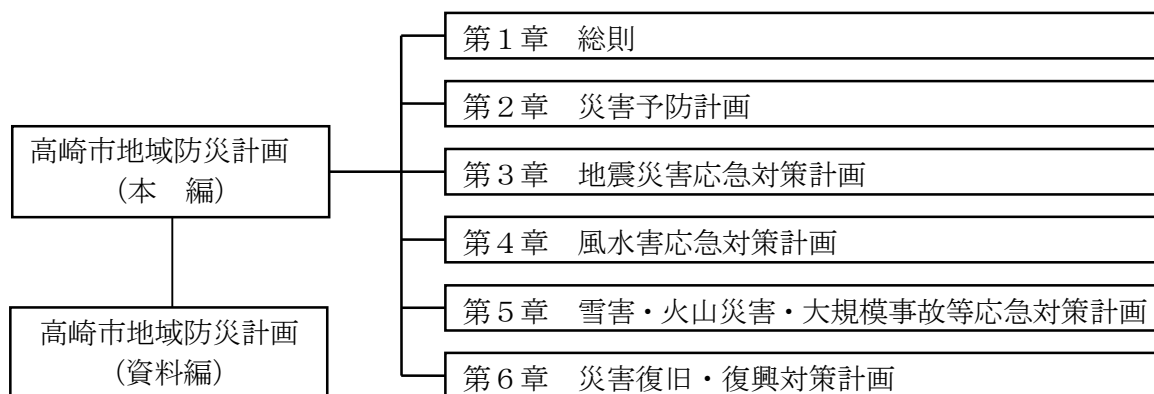 高崎市地域防災計画
（本　編）
高崎市地域防災計画
（資料編）
第１章　総則
第２章　災害予防計画
第３章　地震災害応急対策計画
第４章　風水害応急対策計画
第５章　雪害・火山災害・大規模事故等応急対策計画
第６章　災害復旧・復興対策計画